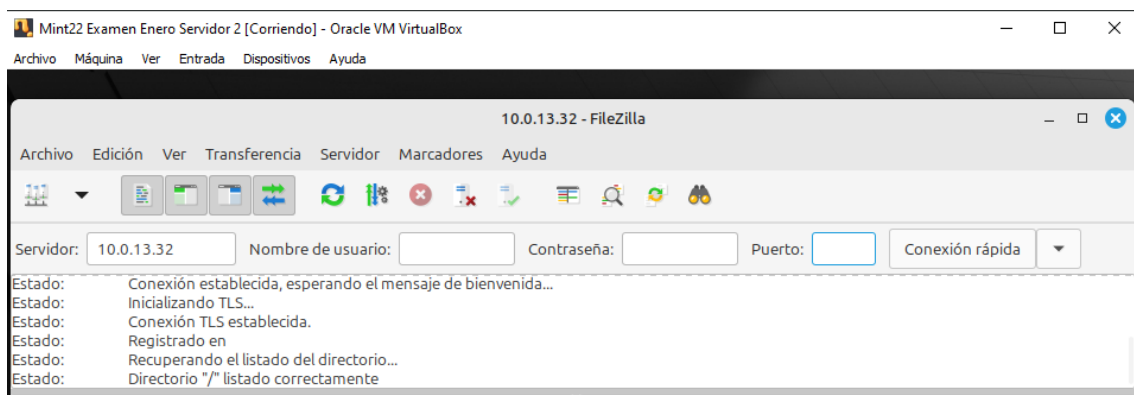 Mint22 Examen Enero Servidor 2 [Corriendo] - Oracle VM VirtualBox
Archivo Máquina Ver Entrada Dispositivos Ayuda
10.0.13.32 - FileZilla
Archivo Edición Ver Transferencia Servidor Marcadores Ayuda
Servidor: 10.0.13.32 Nombre de usuario: Contraseña: Puerto: Conexión rápida
Estado: Conexión establecida, esperando el mensaje de bienvenida...
Estado: Inicializando TLS...
Estado: Conexión TLS establecida.
Estado: Registrado en
Estado: Recuperando el listado del directorio...
Estado: Directorio "/" listado correctamente